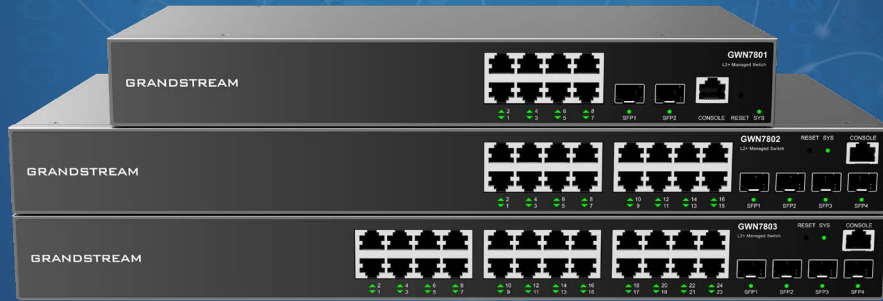 GWN7801
L2+ Managed Switch
GRANDSTREAM
2 4 6 8
1 3 5 7
SFP1 SFP2 CONSOLE RESET SYS
GWN7802 RESET SYS CONSOLE
L2+ Managed Switch
GRANDSTREAM
2 4 6 8 10 12 14 16
1 3 5 7 9 11 13 15
SFP1 SFP2 SFP3 SFP4
GWN7803 RESET SYS CONSOLE
L2+ Managed Switch
GRANDSTREAM
2 4 6 8 10 12 14 16 18 20 22 24
1 3 5 7 9 11 13 15 17 19 21 23
SFP1 SFP2 SFP3 SFP4